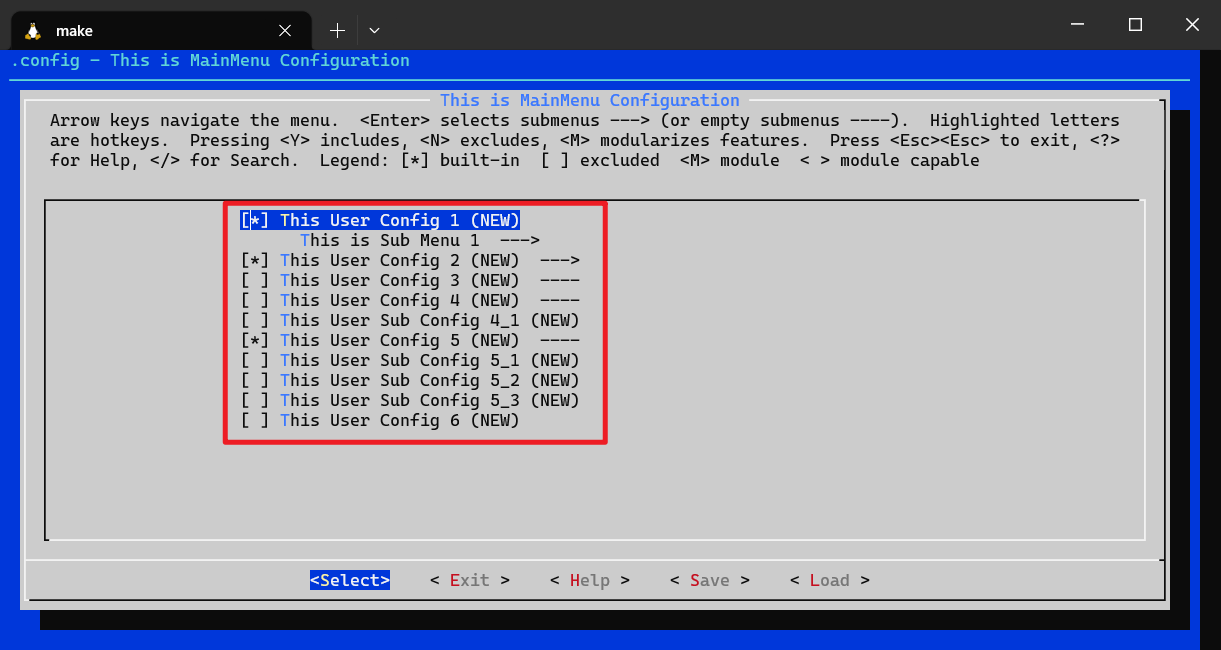 make
.config - This is MainMenu Configuration
This is MainMenu Configuration
Arrow keys navigate the menu.  <Enter> selects submenus ---> (or empty submenus ----).  Highlighted letters
are hotkeys.  Pressing <Y> includes, <N> excludes, <M> modularizes features.  Press <Esc><Esc> to exit, <?>
for Help, </> for Search.  Legend: [*] built-in  [ ] excluded  <M> module  < > module capable
[*] This User Config 1 (NEW)
This is Sub Menu 1  --->
[*] This User Config 2 (NEW)  --->
[ ] This User Config 3 (NEW)  ----
[ ] This User Config 4 (NEW)  ----
[ ] This User Sub Config 4_1 (NEW)
[*] This User Config 5 (NEW)  ----
[ ] This User Sub Config 5_1 (NEW)
[ ] This User Sub Config 5_2 (NEW)
[ ] This User Sub Config 5_3 (NEW)
[ ] This User Config 6 (NEW)
<Select>    < Exit >    < Help >    < Save >    < Load >